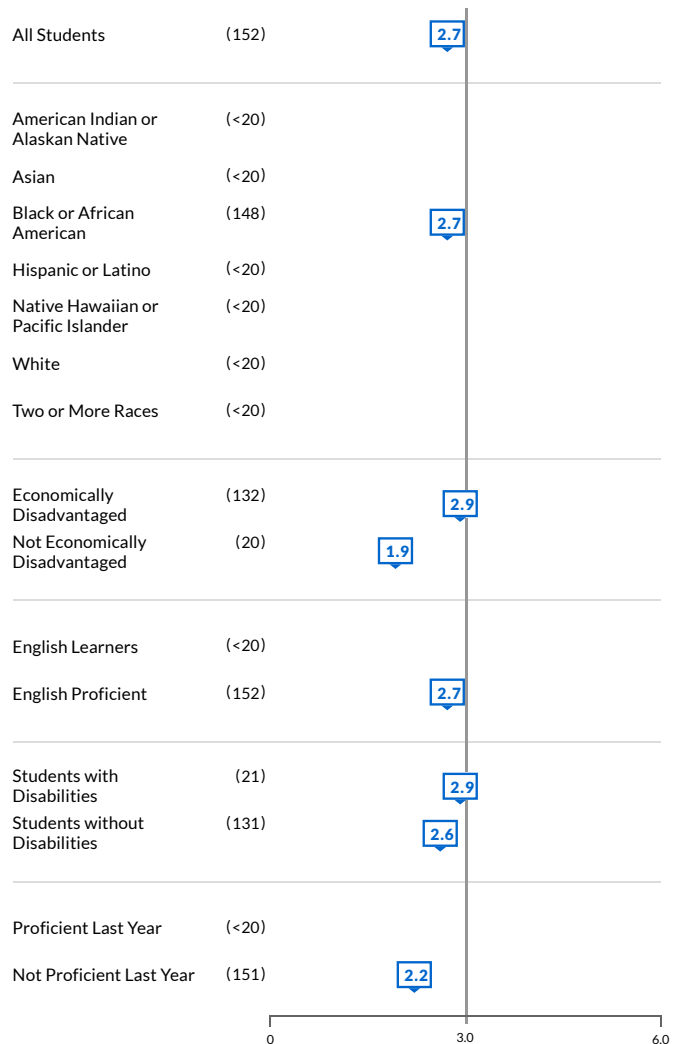 All Students (152) 2.7
American Indian or (<20)
Alaskan Native
Asian (<20)
Black or African (148) 2.7
American
Hispanic or Latino (<20)
Native Hawaiian or (<20)
Pacific Islander
White (<20)
Two or More Races (<20)
Economically (132) 2.9
Disadvantaged
Not Economically (20) 1.9
Disadvantaged
English Learners (<20)
English Proficient (152) 2.7
Students with (21) 2.9
Disabilities
Students without (131) 2.6
Disabilities
Proficient Last Year (<20)
Not Proficient Last Year (151) 2.2
0 3.0 6.0